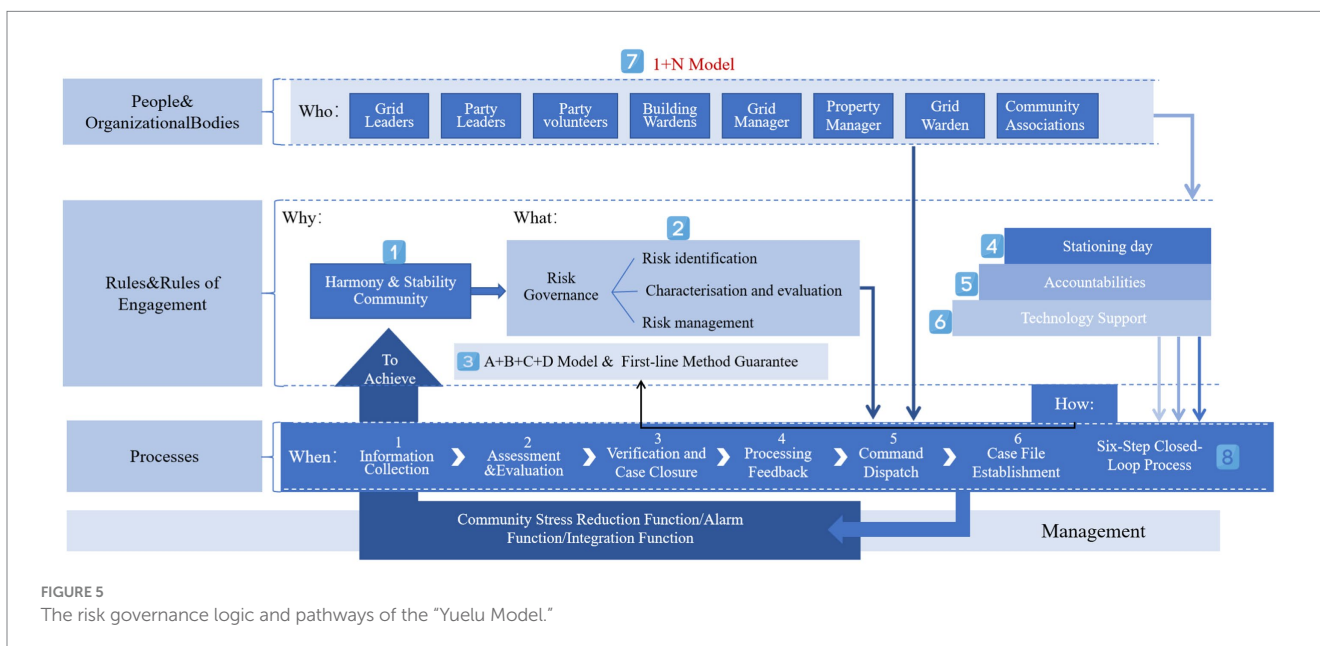 7 1+N Model
People&
OrganizationalBodies
Who:
Grid
Leaders
Party
Leaders
Party
volunteers
Building
Wardens
Grid
Manager
Property
Manager
Grid
Warden
Community
Associations
Rules&Rules of
Engagement
Why:
1
Harmony & Stability
Community
What:
2
Risk
Governance
Risk identification
Characterisation and evaluation
Risk management
3 A+B+C+D Model & First-line Method Guarantee
4 Stationing day
5 Accountabilities
6 Technology Support
To
Achieve
How:
Processes
When:
1
Information
Collection
2
Assessment
&Evaluation
3
Verification and
Case Closure
4
Processing
Feedback
5
Command
Dispatch
6
Case File
Establishment
Six-Step Closed-
Loop Process
8
Community Stress Reduction Function/Alarm
Function/Integration Function
Management
FIGURE 5
The risk governance logic and pathways of the “Yuelu Model.”